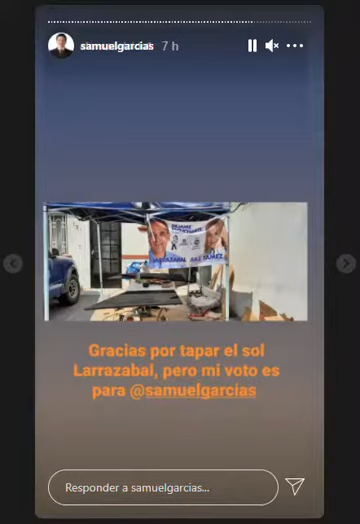 samuelgarcias 7 h
LARRAZABAL
Gracias por tapar el sol
Larrazabal, pero mi voto es
para @samuelgarcias
Responder a samuelgarcias...